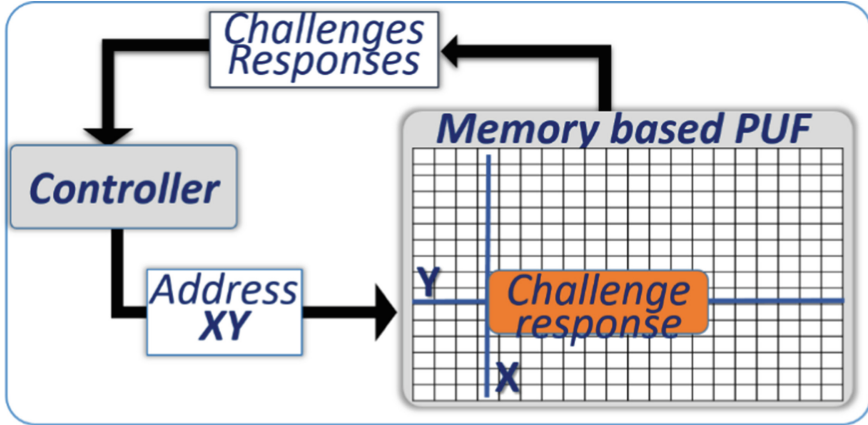 Challenges
Responses
Memory based PUF
Controller
Y
Challenge
response
Address
XY
X